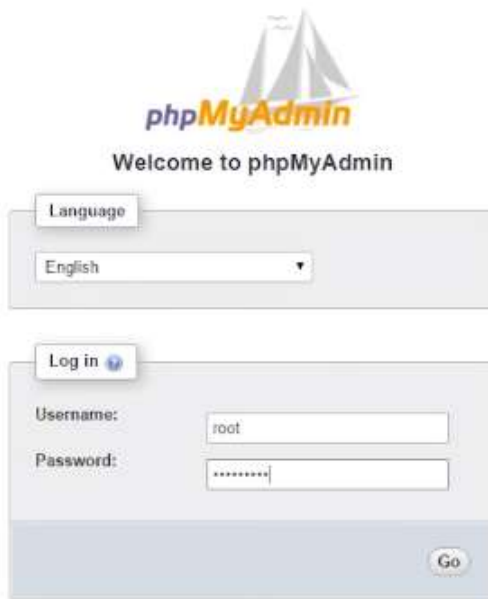 phpMyAdmin
Welcome to phpMyAdmin
Language
English
Log in
Username:
root
Password:
•••••••••
Go